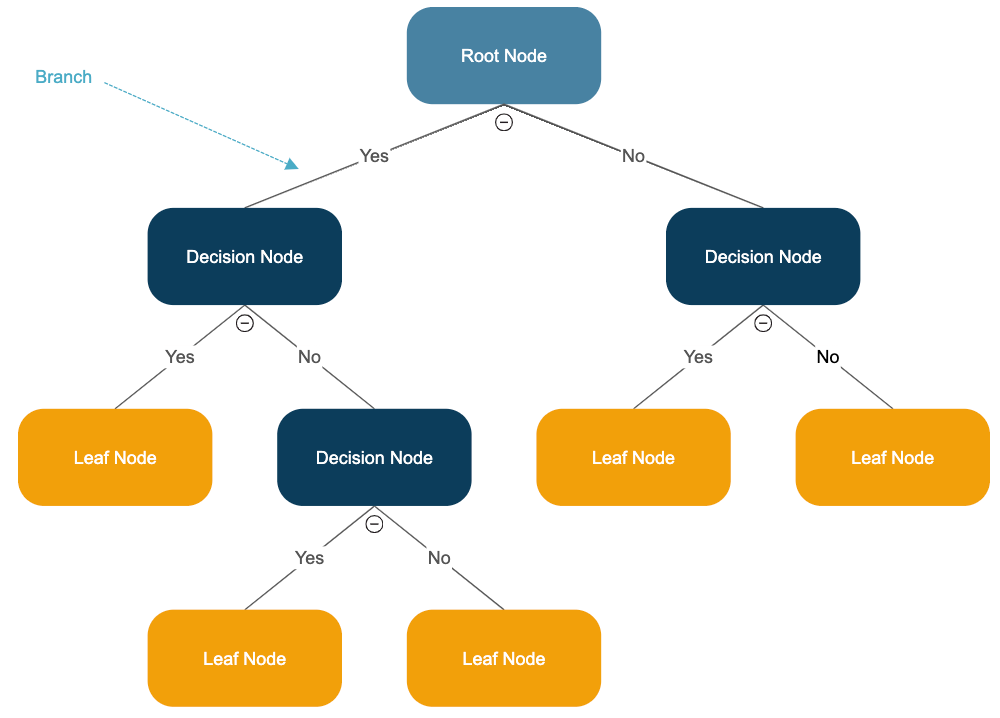 Root Node
Branch
Yes
No
Decision Node
Decision Node
Yes
No
Yes
No
Leaf Node
Decision Node
Leaf Node
Leaf Node
Yes
No
Leaf Node
Leaf Node